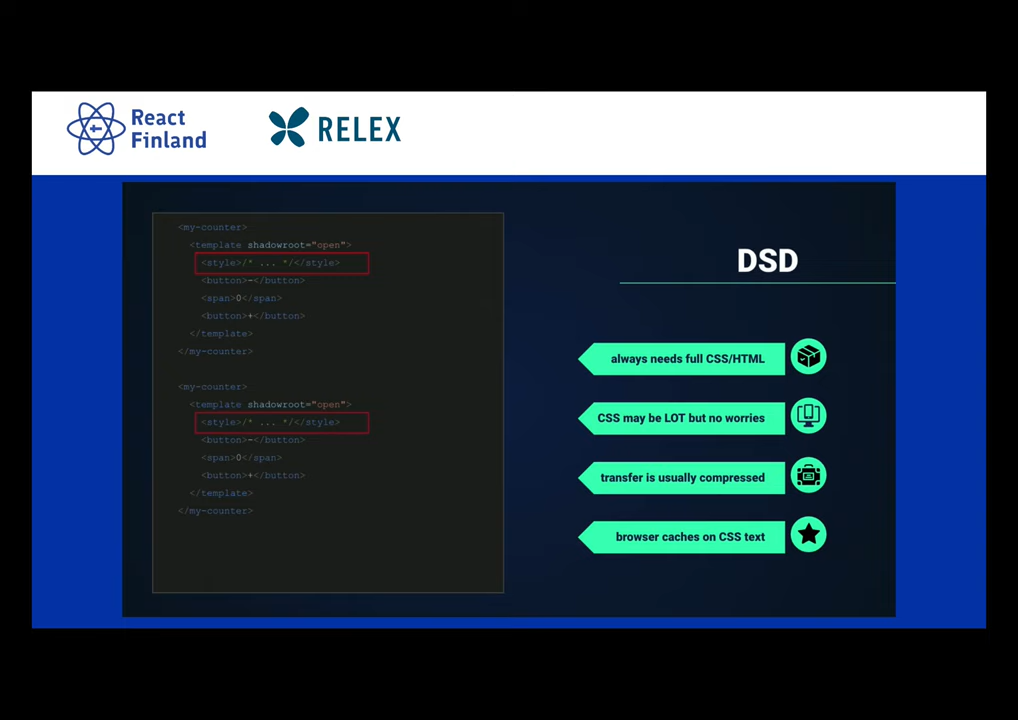 React
Finland
RELEX
<my-counter>
<template shadowroot="open">
<style>/* ... */</style>
<button>-</button>
<span>0</span>
<button>+</button>
</template>
</my-counter>
<my-counter>
<template shadowroot="open">
<style>/* ... */</style>
<button>-</button>
<span>0</span>
<button>+</button>
</template>
</my-counter>
DSD
always needs full CSS/HTML
CSS may be LOT but no worries
transfer is usually compressed
browser caches on CSS text